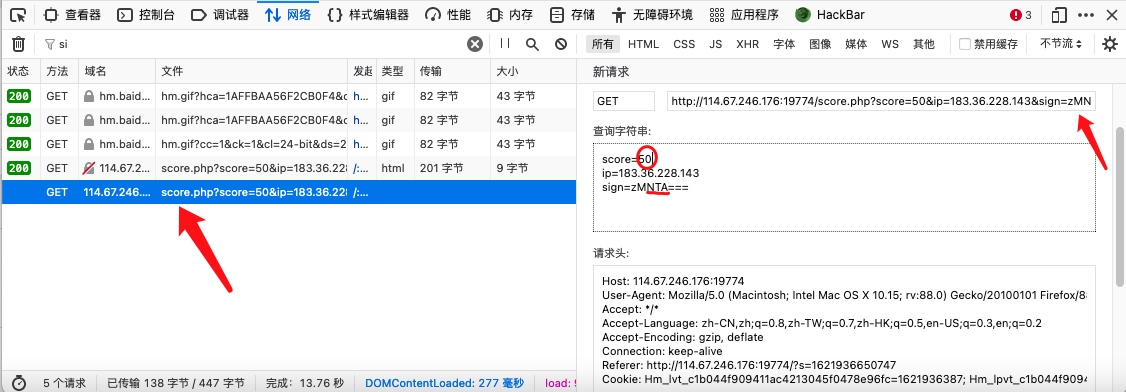 查看器 控制台 调试器 网络 样式编辑器 性能 内存 存储 无障碍环境 应用程序 HackBar 3
si 所有 HTML CSS JS XHR 字体 图像 媒体 WS 其他 禁用缓存 不节流
状态 方法 域名 文件 发起 类型 传输 大小
200 GET hm.baid... hm.gif?hca=1AFFBAA56F2CB0F4&c h... gif 82 字节 43 字节
200 GET hm.baid... hm.gif?hca=1AFFBAA56F2CB0F4&c h... gif 82 字节 43 字节
200 GET hm.baid... hm.gif?cc=1&ck=1&cl=24-bit&ds=2 h... gif 82 字节 43 字节
200 GET 114.67.2... score.php?score=50&ip=183.36.228 /:... html 201 字节 9 字节
GET 114.67.246.... score.php?score=50&ip=183.36.228 /:...
5 个请求 已传输 138 字节 / 447 字节 完成：13.76 秒 DOMContentLoaded: 277 毫秒 load:
新请求
GET http://114.67.246.176:19774/score.php?score=50&ip=183.36.228.143&sign=zMN
查询字符串:
score=50
ip=183.36.228.143
sign=zMNTA===
请求头:
Host: 114.67.246.176:19774
User-Agent: Mozilla/5.0 (Macintosh; Intel Mac OS X 10.15; rv:88.0) Gecko/20100101 Firefox/8
Accept: */*
Accept-Language: zh-CN,zh;q=0.8,zh-TW;q=0.7,zh-HK;q=0.5,en-US;q=0.3,en;q=0.2
Accept-Encoding: gzip, deflate
Connection: keep-alive
Referer: http://114.67.246.176:19774/?s=1621936650747
Cookie: Hm_lvt_c1b044f909411ac4213045f0478e96fc=1621936387; Hm_lpvt_c1b044f9094